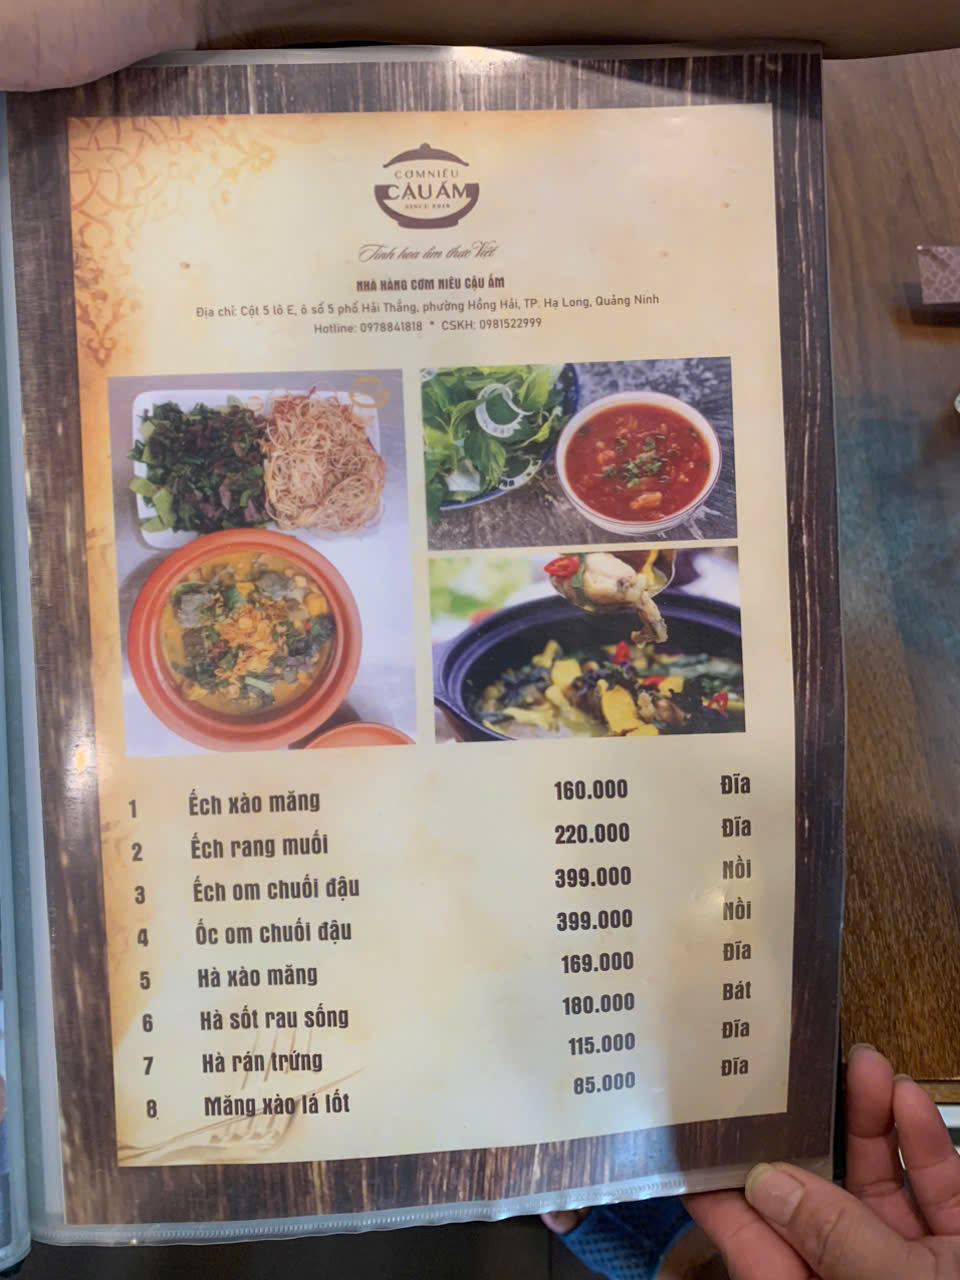 CƠM NIÊU
CẬU ẤM
SINCE 2018
Tinh hoa ẩm thực Việt
NHÀ HÀNG CƠM NIÊU CẬU ẤM
Địa chỉ: Cột 5 lô E, ô số 5 phố Hải Thắng, phường Hồng Hải, TP. Hạ Long, Quảng Ninh
Hotline: 0978841818 * CSKH: 0981522999
1 Ếch xào măng 160.000 Đĩa
2 Ếch rang muối 220.000 Đĩa
3 Ếch om chuối đậu 399.000 Nồi
4 Ốc om chuối đậu 399.000 Nồi
5 Hà xào măng 169.000 Đĩa
6 Hà sốt rau sống 180.000 Bát
7 Hà rán trứng 115.000 Đĩa
8 Măng xào lá lốt 85.000 Đĩa